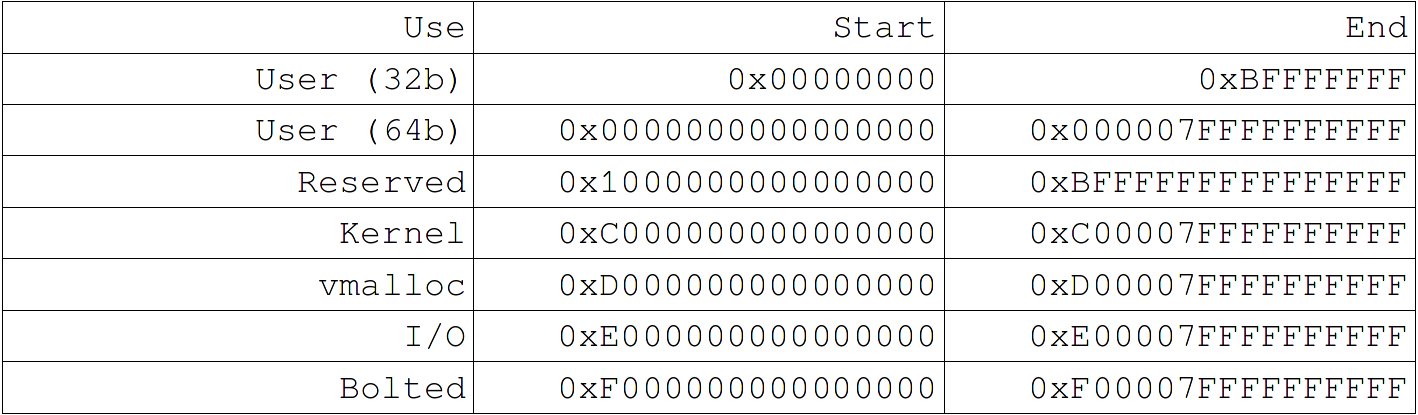 Use Start End
User (32b) 0x00000000 0xBFFFFFFF
User (64b) 0x0000000000000000 0x000007FFFFFFFFFF
Reserved 0x1000000000000000 0xBFFFFFFFFFFFFFFF
Kernel 0xC000000000000000 0xC00007FFFFFFFFFF
vmalloc 0xD000000000000000 0xD00007FFFFFFFFFF
I/O 0xE000000000000000 0xE00007FFFFFFFFFF
Bolted 0xF000000000000000 0xF00007FFFFFFFFFF